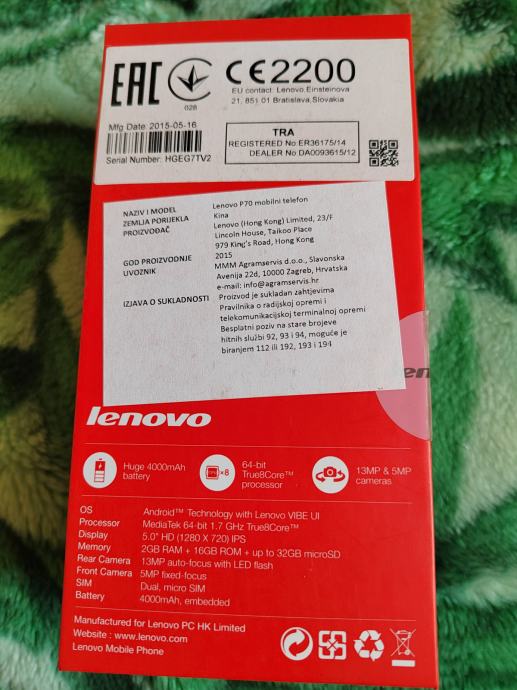 EAC
028
CE2200
EU contact: Lenovo,Einsteinova
21, 851 01 Bratislava,Slovakia
Mfg Date: 2015-05-16
Serial Number: HGEG7TV2
TRA
REGISTERED No:ER36175/14
DEALER No:DA0093615/12
NAZIV I MODEL Lenovo P70 mobilni telefon
ZEMLJA PORIJEKLA Kina
PROIZVOĐAČ Lenovo (Hong Kong) Limited, 23/F
Lincoln House, Taikoo Place
979 King's Road, Hong Kong
GOD PROIZVODNJE 2015
UVOZNIK MMM Agramservis d.o.o., Slavonska
Avenija 22d, 10000 Zagreb, Hrvatska
e-mail: info@agramservis.hr
IZJAVA O SUKLADNOSTI Proizvod je sukladan zahtjevima
Pravilnika o radijskoj opremi i
telekomunikacijskoj terminalnoj opremi
Besplatni poziv na stare brojeve
hitnih službi 92, 93 i 94, moguće je
biranjem 112 ili 192, 193 i 194
en
lenovo
Huge 4000mAh
battery
×8
64-bit
True8Core™
processor
13MP & 5MP
cameras
OS Android™ Technology with Lenovo VIBE UI
Processor MediaTek 64-bit 1.7 GHz True8Core™
Display 5.0" HD (1280 X 720) IPS
Memory 2GB RAM + 16GB ROM + up to 32GB microSD
Rear Camera 13MP auto-focus with LED flash
Front Camera 5MP fixed-focus
SIM Dual, micro SIM
Battery 4000mAh, embedded
Manufactured for Lenovo PC HK Limited
Website : www.lenovo.com
Lenovo Mobile Phone